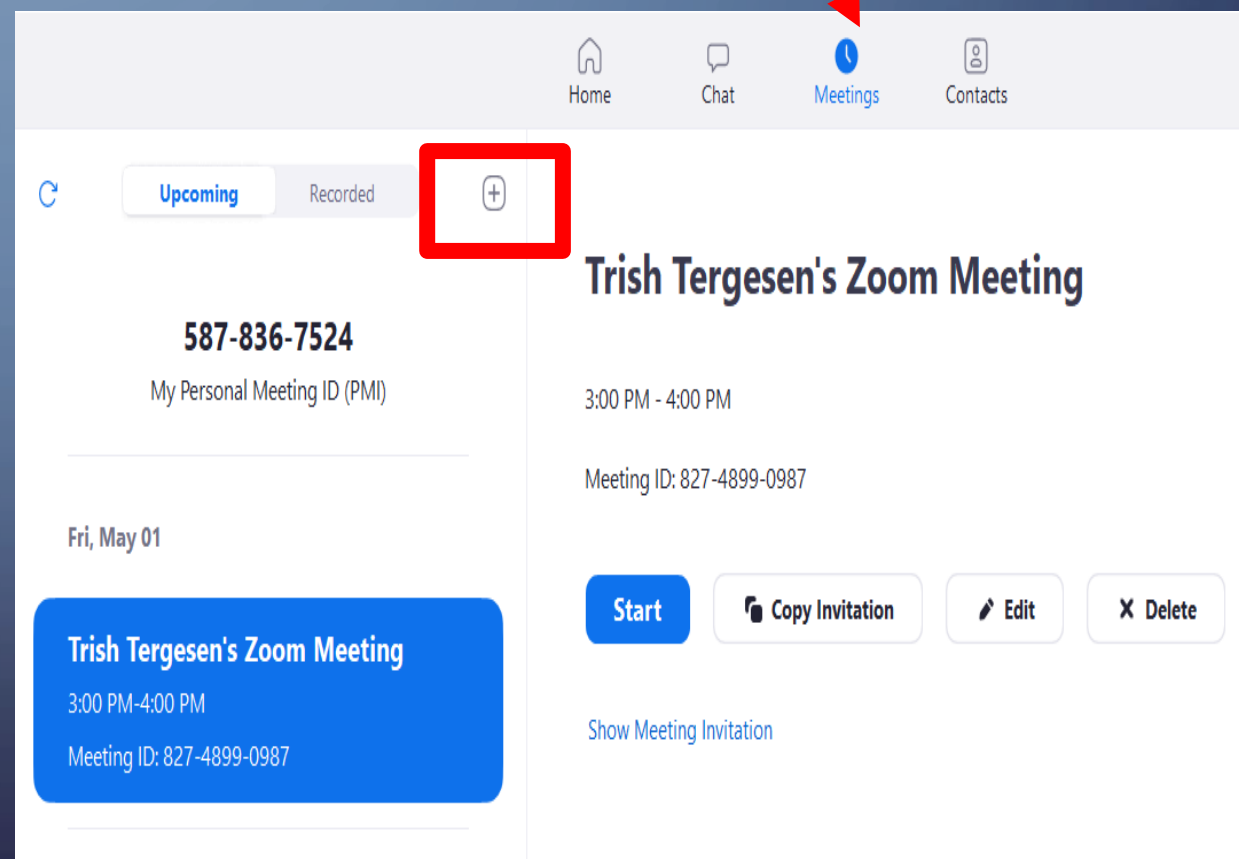 Home Chat Meetings Contacts
Upcoming Recorded
587-836-7524
My Personal Meeting ID (PMI)
Fri, May 01
Trish Tergesen's Zoom Meeting
3:00 PM-4:00 PM
Meeting ID: 827-4899-0987
Trish Tergesen's Zoom Meeting
3:00 PM - 4:00 PM
Meeting ID: 827-4899-0987
Start Copy Invitation Edit Delete
Show Meeting Invitation